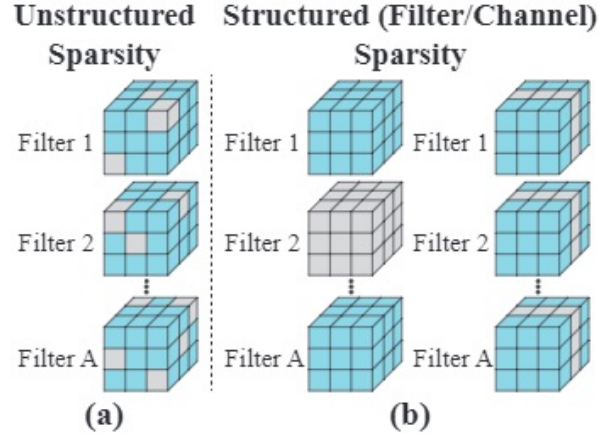 Unstructured Sparsity
Structured (Filter/Channel) Sparsity
Filter 1
Filter 2
Filter A
Filter 1
Filter 2
Filter A
Filter 1
Filter 2
Filter A
(a)
(b)